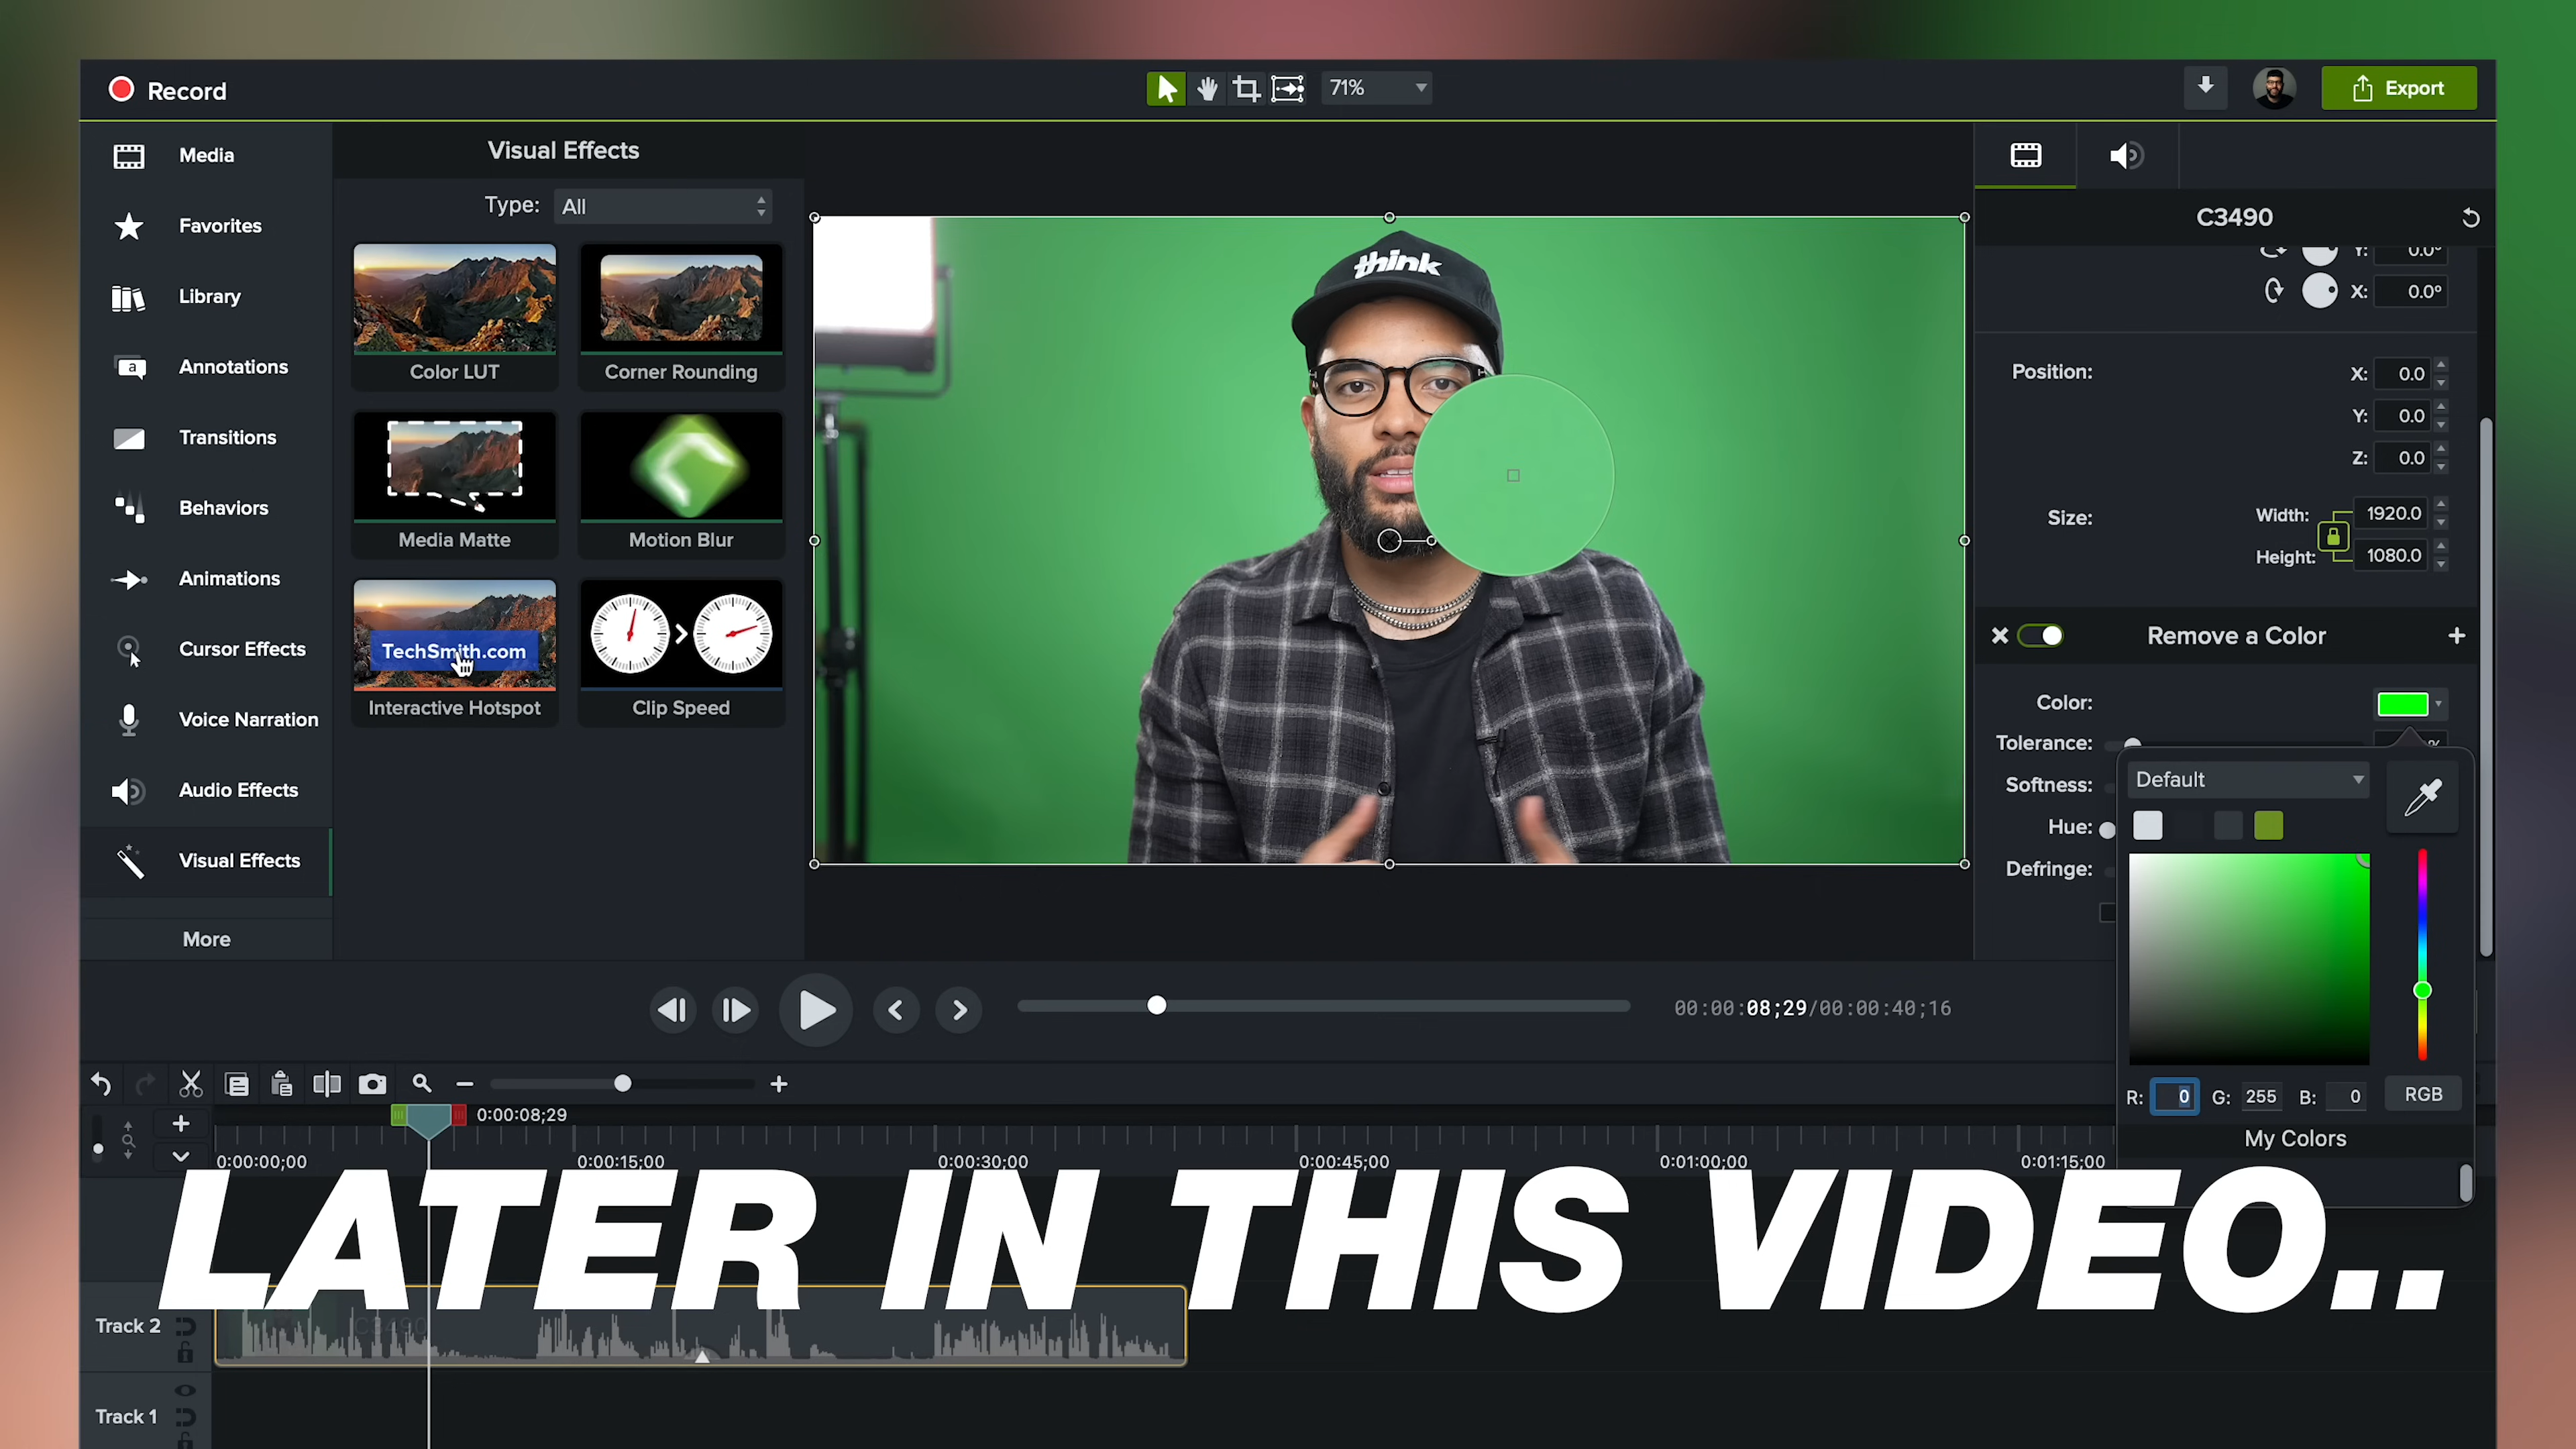 Record
71%
Export
Media
Favorites
Library
Annotations
Transitions
Behaviors
Animations
Cursor Effects
Voice Narration
Audio Effects
Visual Effects
More
Visual Effects
Type: All
Color LUT
Corner Rounding
Media Matte
Motion Blur
TechSmith.com
Interactive Hotspot
Clip Speed
think
C3490
Y: 0.0°
X: 0.0°
Position: X: 0.0
Y: 0.0
Z: 0.0
Size: Width: 1920.0
Height: 1080.0
Remove a Color
Color:
Tolerance: %
Softness:
Hue:
Defringe:
Default
R: 0 G: 255 B: 0 RGB
My Colors
00:00:08;29/00:00:40;16
0:00:08;29
0:00:00;00 0:00:15;00 0:00:30;00 0:00:45;00 0:01:00;00 0:01:15;00
LATER IN THIS VIDEO..
Track 2
C3490
Track 1